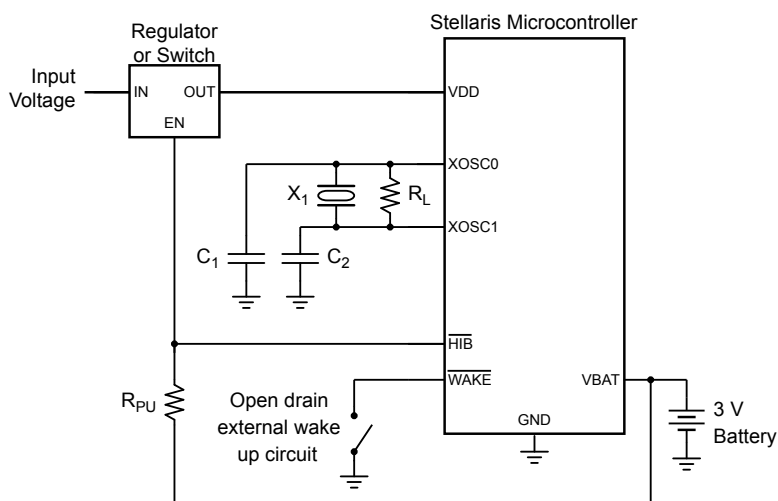 Stellaris Microcontroller
Regulator
or Switch
Input
Voltage
IN
OUT
EN
VDD
XOSC0
X1
RL
XOSC1
C1
C2
HIB
WAKE
VBAT
RPU
Open drain
external wake
up circuit
GND
3 V
Battery